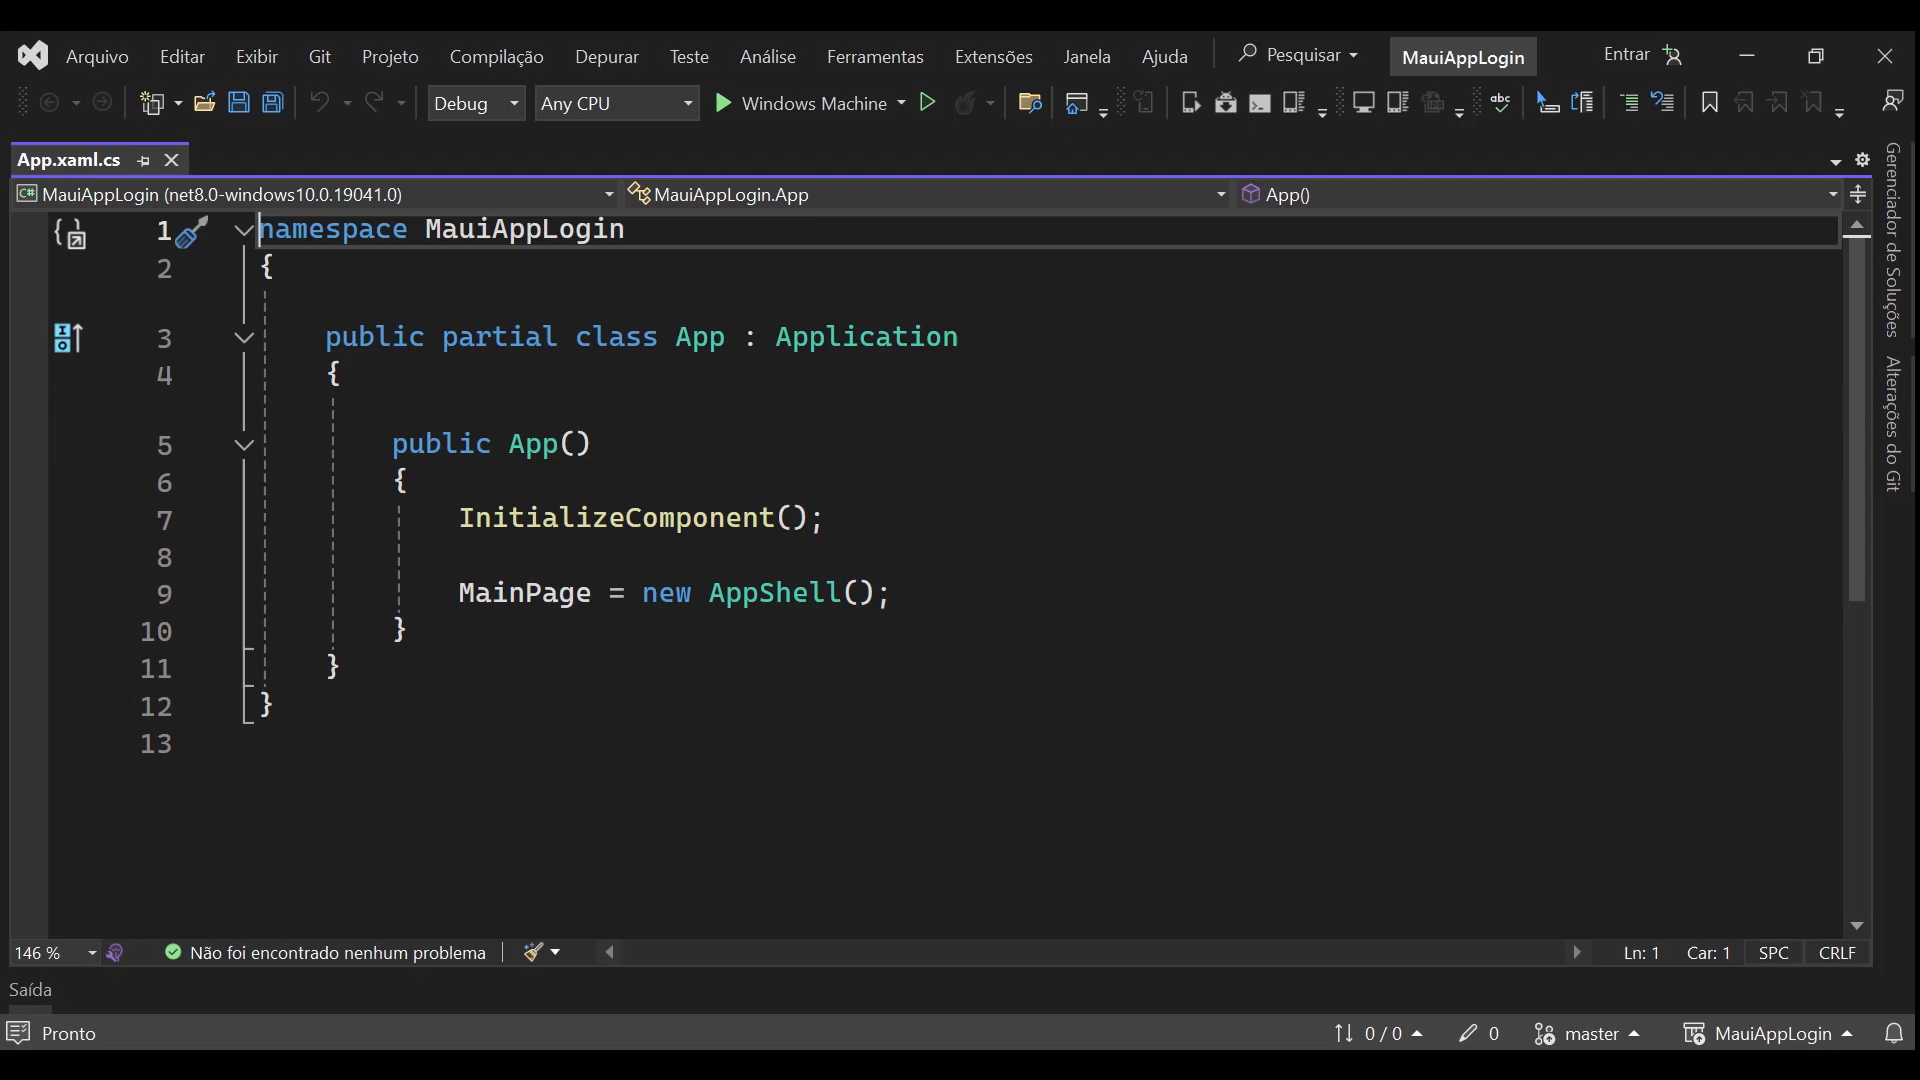 Arquivo Editar Exibir Git Projeto Compilação Depurar Teste Análise Ferramentas Extensões Janela Ajuda Pesquisar MauiAppLogin Entrar
Debug Any CPU Windows Machine abc
App.xaml.cs
C# MauiAppLogin (net8.0-windows10.0.19041.0) MauiAppLogin.App App()
1 namespace MauiAppLogin
2 {
3 public partial class App : Application
4 {
5 public App()
6 {
7 InitializeComponent();
8
9 MainPage = new AppShell();
10 }
11 }
12 }
13
Gerenciador de Soluções
Alterações do Git
146 % Não foi encontrado nenhum problema Ln: 1 Car: 1 SPC CRLF
Saída
Pronto 0 / 0 0 master MauiAppLogin